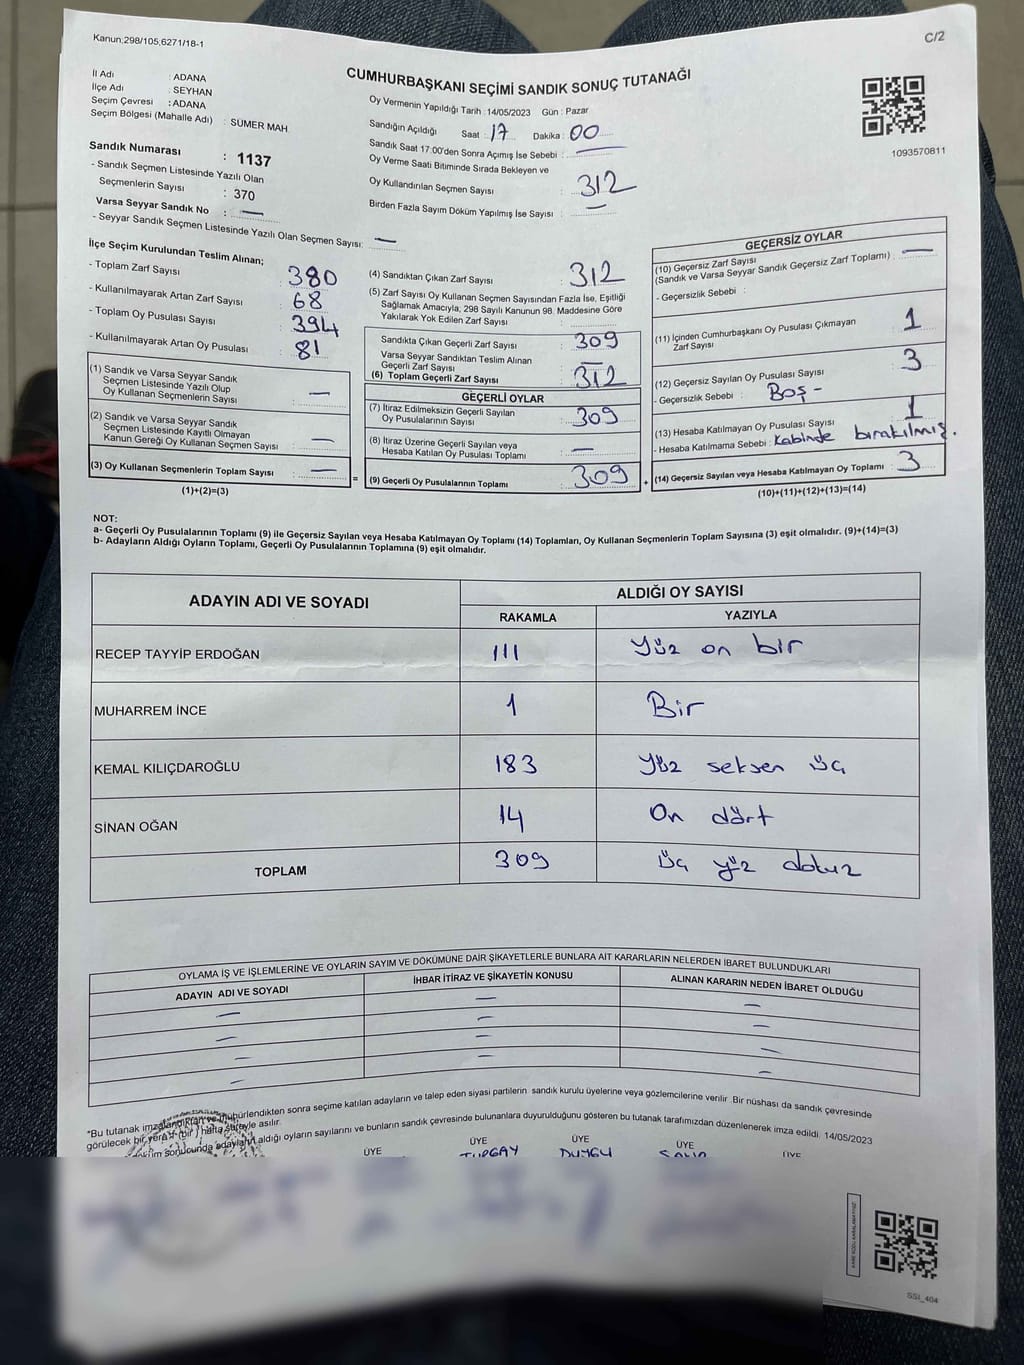 Kanun:298/105,6271/18-1
C/2
CUMHURBAŞKANI SEÇİMİ SANDIK SONUÇ TUTANAĞI
İl Adı : ADANA
İlçe Adı : SEYHAN
Seçim Çevresi : ADANA
Seçim Bölgesi (Mahalle Adı) : SÜMER MAH.
Sandık Numarası : 1137
- Sandık Seçmen Listesinde Yazılı Olan
Seçmenlerin Sayısı : 370
Varsa Seyyar Sandık No : —
- Seyyar Sandık Seçmen Listesinde Yazılı Olan Seçmen Sayısı: —
Oy Vermenin Yapıldığı Tarih :14/05/2023 Gün : Pazar
Sandığın Açıldığı Saat : 17 Dakika : 00
Sandık Saat 17:00'den Sonra Açımış İse Sebebi : —
Oy Verme Saati Bitiminde Sırada Bekleyen ve
Oy Kullandırılan Seçmen Sayısı : 312
Birden Fazla Sayım Döküm Yapılmış İse Sayısı : —
1093570811
İlçe Seçim Kurulundan Teslim Alınan;
- Toplam Zarf Sayısı : 380
- Kullanılmayarak Artan Zarf Sayısı : 68
- Toplam Oy Pusulası Sayısı : 394
- Kullanılmayarak Artan Oy Pusulası : 81
(1) Sandık ve Varsa Seyyar Sandık
Seçmen Listesinde Yazılı Olup
Oy Kullanan Seçmenlerin Sayısı : —
(2) Sandık ve Varsa Seyyar Sandık
Seçmen Listesinde Kayıtlı Olmayan
Kanun Gereği Oy Kullanan Seçmen Sayısı : —
(3) Oy Kullanan Seçmenlerin Toplam Sayısı : —
(1)+(2)=(3)
(4) Sandıktan Çıkan Zarf Sayısı : 312
(5) Zarf Sayısı Oy Kullanan Seçmen Sayısından Fazla İse, Eşitliği
Sağlamak Amacıyla, 298 Sayılı Kanunun 98. Maddesine Göre
Yakılarak Yok Edilen Zarf Sayısı :
Sandıkta Çıkan Geçerli Zarf Sayısı : 309
Varsa Seyyar Sandıktan Teslim Alınan
Geçerli Zarf Sayısı : —
(6) Toplam Geçerli Zarf Sayısı : 312
GEÇERLİ OYLAR
(7) İtiraz Edilmeksizin Geçerli Sayılan
Oy Pusulalarının Sayısı : 309
(8) İtiraz Üzerine Geçerli Sayılan veya
Hesaba Katılan Oy Pusulası Toplamı : —
(9) Geçerli Oy Pusulalarının Toplamı : 309
GEÇERSİZ OYLAR
(10) Geçersiz Zarf Sayısı
(Sandık ve Varsa Seyyar Sandık Geçersiz Zarf Toplamı) : —
- Geçersizlik Sebebi :
(11) İçinden Cumhurbaşkanı Oy Pusulası Çıkmayan
Zarf Sayısı : 1
(12) Geçersiz Sayılan Oy Pusulası Sayısı : 3
- Geçersizlik Sebebi : Boş -
(13) Hesaba Katılmayan Oy Pusulası Sayısı : 1
- Hesaba Katılmama Sebebi : Kabinde bırakılmış.
(14) Geçersiz Sayılan veya Hesaba Katılmayan Oy Toplamı : 3
(10)+(11)+(12)+(13)=(14)
NOT:
a- Geçerli Oy Pusulalarının Toplamı (9) ile Geçersiz Sayılan veya Hesaba Katılmayan Oy Toplamı (14) Toplamları, Oy Kullanan Seçmenlerin Toplam Sayısına (3) eşit olmalıdır. (9)+(14)=(3)
b- Adayların Aldığı Oyların Toplamı, Geçerli Oy Pusulalarının Toplamına (9) eşit olmalıdır.
ADAYIN ADI VE SOYADI ALDIĞI OY SAYISI
RAKAMLA YAZIYLA
RECEP TAYYİP ERDOĞAN 111 Yüz on bir
MUHARREM İNCE 1 Bir
KEMAL KILIÇDAROĞLU 183 Yüz seksen üç
SİNAN OĞAN 14 On dört
TOPLAM 309 Üç yüz dokuz
OYLAMA İŞ VE İŞLEMLERİNE VE OYLARIN SAYIM VE DÖKÜMÜNE DAİR ŞİKAYETLERLE BUNLARA AİT KARARLARIN NELERDEN İBARET BULUNDUKLARI
ADAYIN ADI VE SOYADI İHBAR İTİRAZ VE ŞİKAYETİN KONUSU ALINAN KARARIN NEDEN İBARET OLDUĞU
— — —
— — —
— — —
— — —
*Bu tutanak imzalandıktan ve mühürlendikten sonra seçime katılan adayların ve talep eden siyasi partilerin sandık kurulu üyelerine veya gözlemcilerine verilir. Bir nüshası da sandık çevresinde
görülecek bir yere bir hafta süreyle asılır.
sonucunda adayların aldığı oyların sayılarını ve bunların sandık çevresinde bulunanlara duyurulduğunu gösteren bu tutanak tarafımızdan düzenlenerek imza edildi. 14/05/2023
ÜYE ÜYE ÜYE ÜYE ÜYE
TURGAY DUYGU
SSI_404